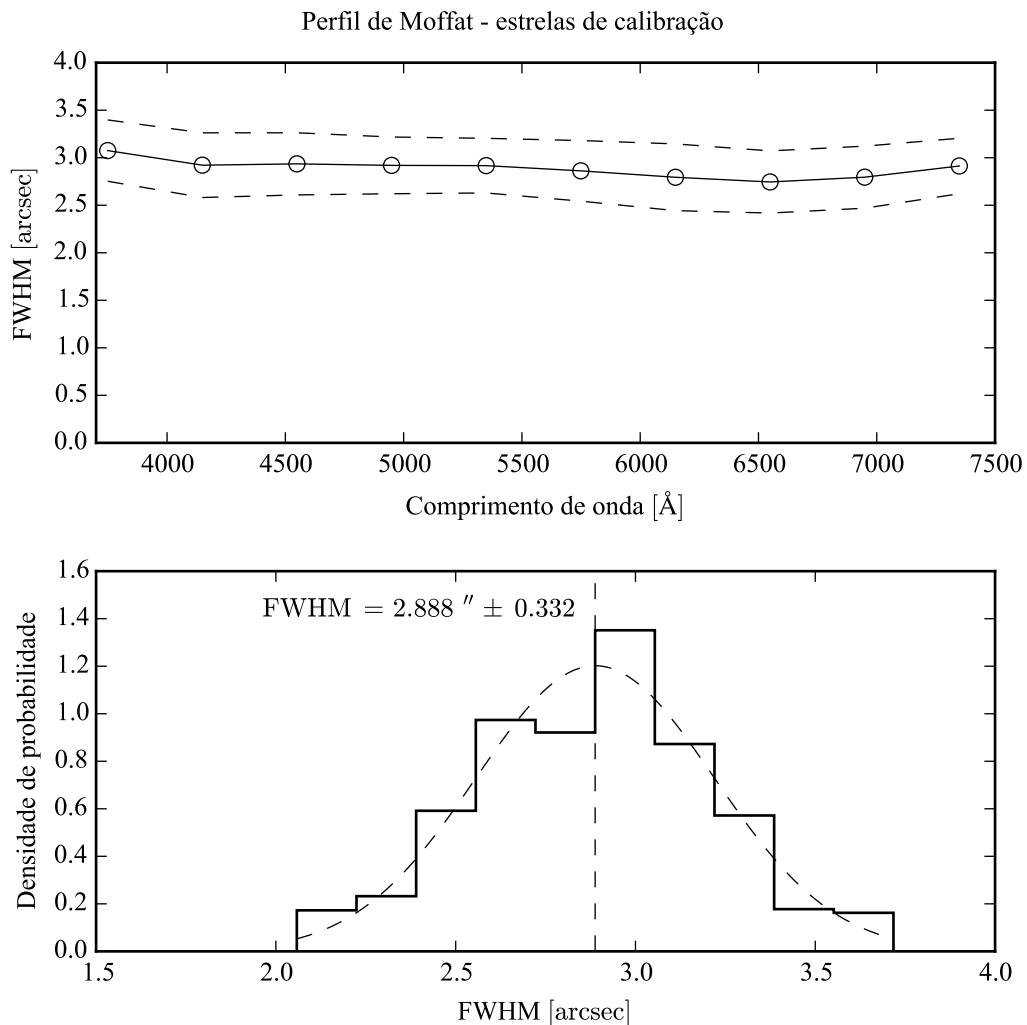 Perfil de Moffat - estrelas de calibração
4.0
3.5
3.0
2.5
2.0
1.5
1.0
0.5
0.0
FWHM [arcsec]
4000 4500 5000 5500 6000 6500 7000 7500
Comprimento de onda [Å]
1.6
1.4
1.2
1.0
0.8
0.6
0.4
0.2
0.0
Densidade de probabilidade
FWHM = 2.888 ″ ± 0.332
1.5 2.0 2.5 3.0 3.5 4.0
FWHM [arcsec]